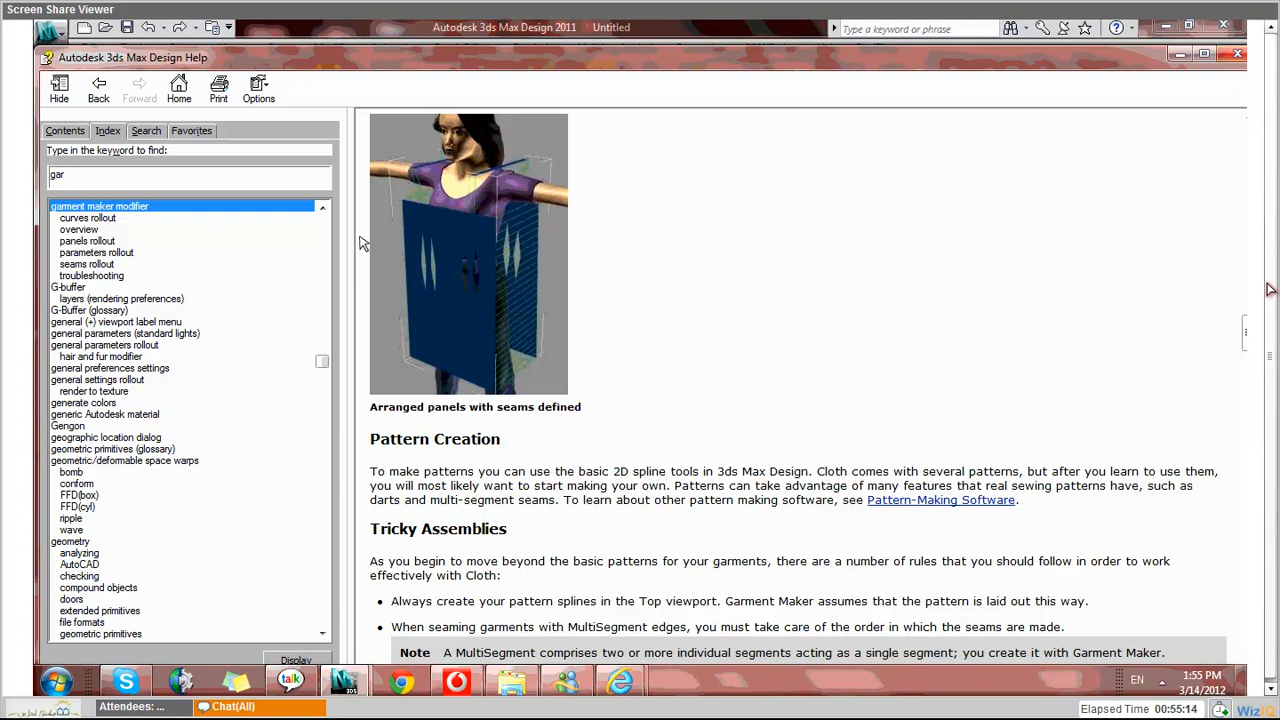 Screen Share Viewer
Autodesk 3ds Max Design 2011 Untitled
Type a keyword or phrase
Autodesk 3ds Max Design Help
Hide Back Forward Home Print Options
Contents Index Search Favorites
Type in the keyword to find:
gar
garment maker modifier
curves rollout
overview
panels rollout
parameters rollout
seams rollout
troubleshooting
G-buffer
layers (rendering preferences)
G-Buffer (glossary)
general (+) viewport label menu
general parameters (standard lights)
general parameters rollout
hair and fur modifier
general preferences settings
general settings rollout
render to texture
generate colors
generic Autodesk material
Gengon
geographic location dialog
geometric primitives (glossary)
geometric/deformable space warps
bomb
conform
FFD(box)
FFD(cyl)
ripple
wave
geometry
analyzing
AutoCAD
checking
compound objects
doors
extended primitives
file formats
geometric primitives
Display
Arranged panels with seams defined
Pattern Creation
To make patterns you can use the basic 2D spline tools in 3ds Max Design. Cloth comes with several patterns, but after you learn to use them,
you will most likely want to start making your own. Patterns can take advantage of many features that real sewing patterns have, such as
darts and multi-segment seams. To learn about other pattern making software, see Pattern-Making Software.
Tricky Assemblies
As you begin to move beyond the basic patterns for your garments, there are a number of rules that you should follow in order to work
effectively with Cloth:
• Always create your pattern splines in the Top viewport. Garment Maker assumes that the pattern is laid out this way.
• When seaming garments with MultiSegment edges, you must take care of the order in which the seams are made.
Note A MultiSegment comprises two or more individual segments acting as a single segment; you create it with Garment Maker.
talk
3DS
EN
1:55 PM
3/14/2012
Attendees: ...
Chat(All)
Elapsed Time 00:55:14
WizIQ